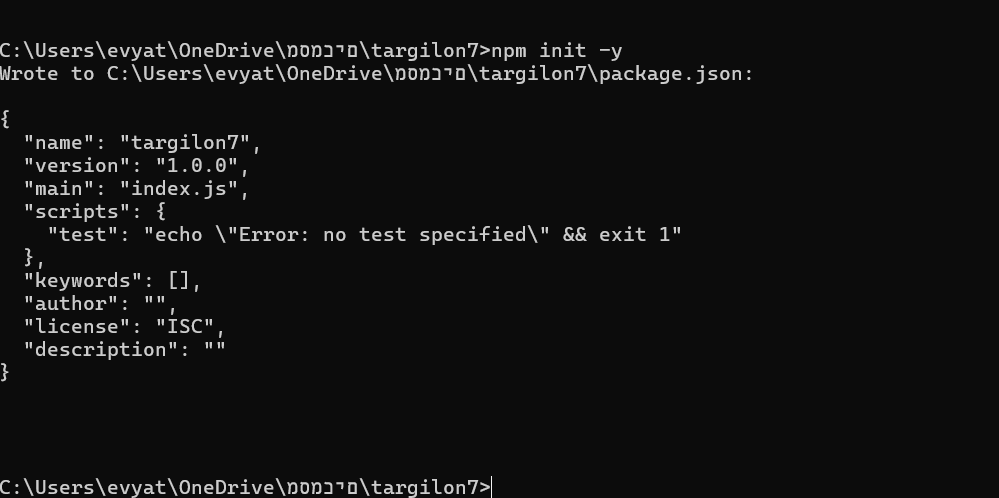 C:\Users\evyat\OneDrive\מסמכים\targilon7>npm init -y
Wrote to C:\Users\evyat\OneDrive\מסמכים\targilon7\package.json:
{
"name": "targilon7",
"version": "1.0.0",
"main": "index.js",
"scripts": {
"test": "echo \"Error: no test specified\" && exit 1"
},
"keywords": [],
"author": "",
"license": "ISC",
"description": ""
}
C:\Users\evyat\OneDrive\מסמכים\targilon7>